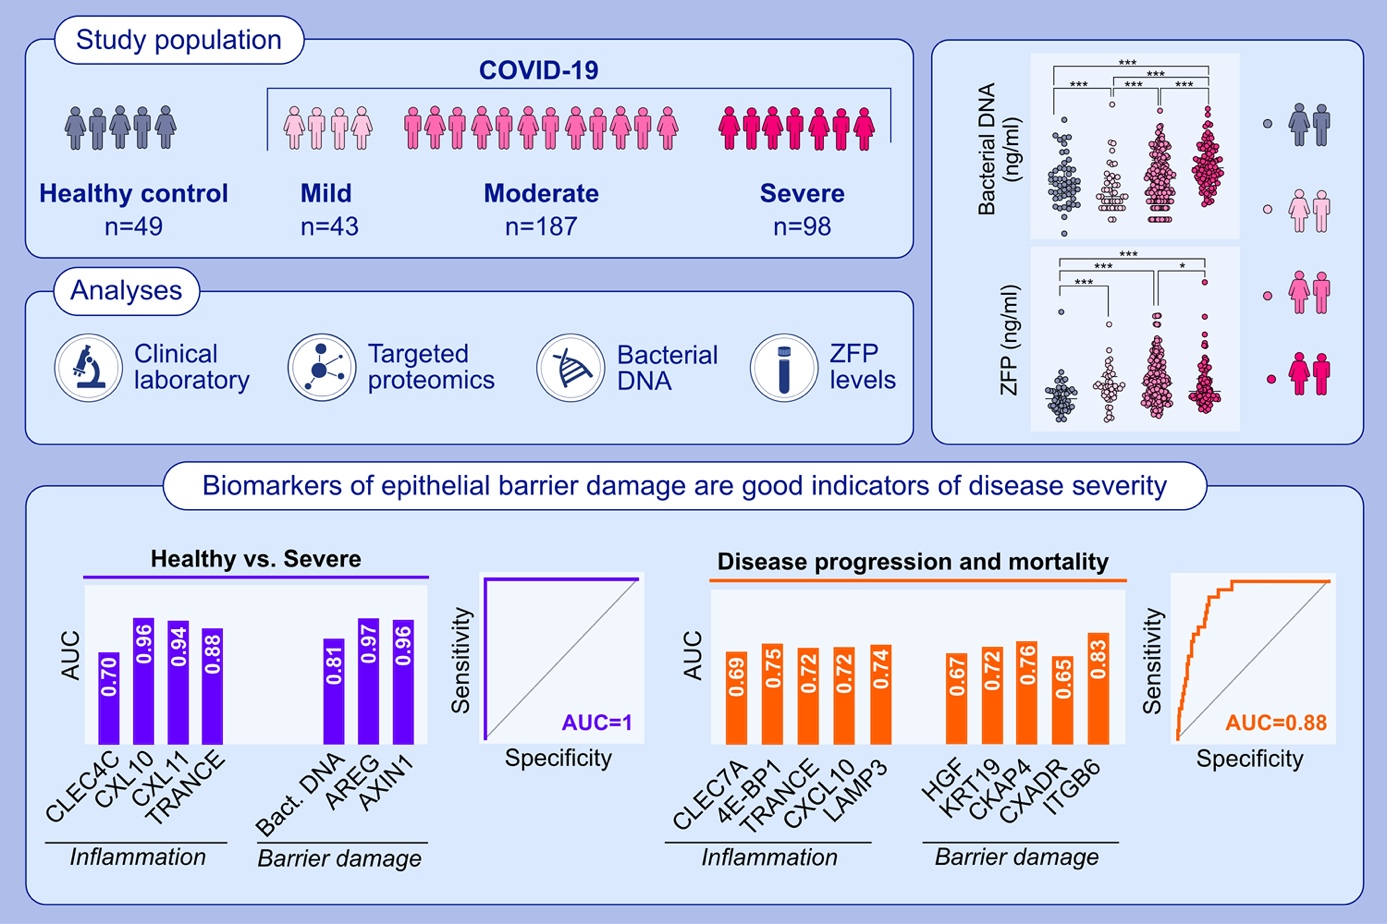 Study population
COVID-19
Healthy control
n=49
Mild
n=43
Moderate
n=187
Severe
n=98
Analyses
Clinical
laboratory
Targeted
proteomics
Bacterial
DNA
ZFP
levels
Bacterial DNA
(ng/ml)
***
***
***
***
***
ZFP (ng/ml)
***
***
*
***
Biomarkers of epithelial barrier damage are good indicators of disease severity
Healthy vs. Severe
AUC
0.70
0.96
0.94
0.88
0.81
0.97
0.96
CLEC4C
CXL10
CXL11
TRANCE
Bact. DNA
AREG
AXIN1
Inflammation
Barrier damage
Sensitivity
AUC=1
Specificity
Disease progression and mortality
AUC
0.69
0.75
0.72
0.72
0.74
0.67
0.72
0.76
0.65
0.83
CLEC7A
4E-BP1
TRANCE
CXCL10
LAMP3
HGF
KRT19
CKAP4
CXADR
ITGB6
Inflammation
Barrier damage
Sensitivity
AUC=0.88
Specificity